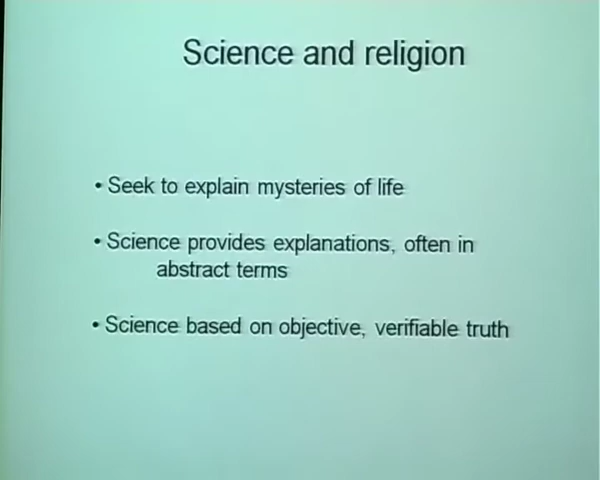 Science and religion
• Seek to explain mysteries of life
• Science provides explanations, often in
abstract terms
• Science based on objective, verifiable truth